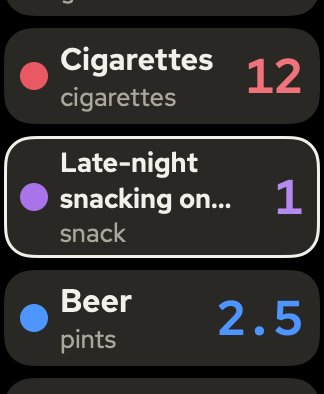 Cigarettes
12
cigarettes
Late-night
snacking on...
1
snack
Beer
2.5
pints